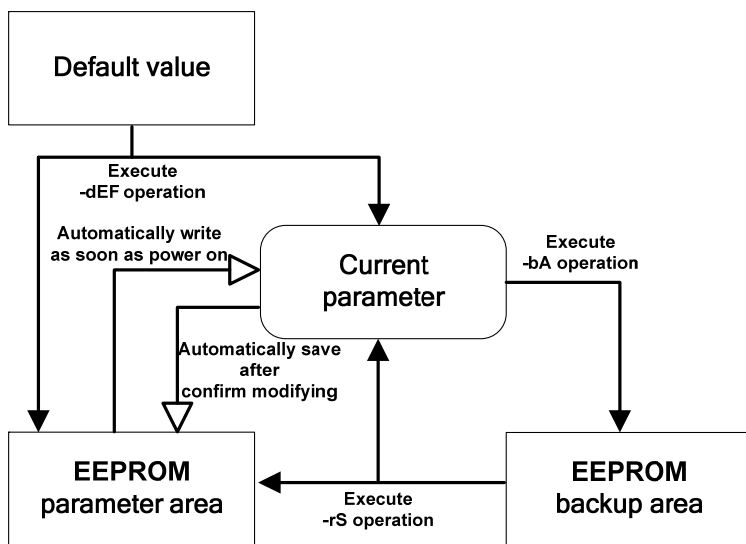 Default value
Execute
-dEF operation
Automatically write
as soon as power on
Current
parameter
Execute
-bA operation
Automatically save
after
confirm modifying
EEPROM
parameter area
Execute
-rS operation
EEPROM
backup area